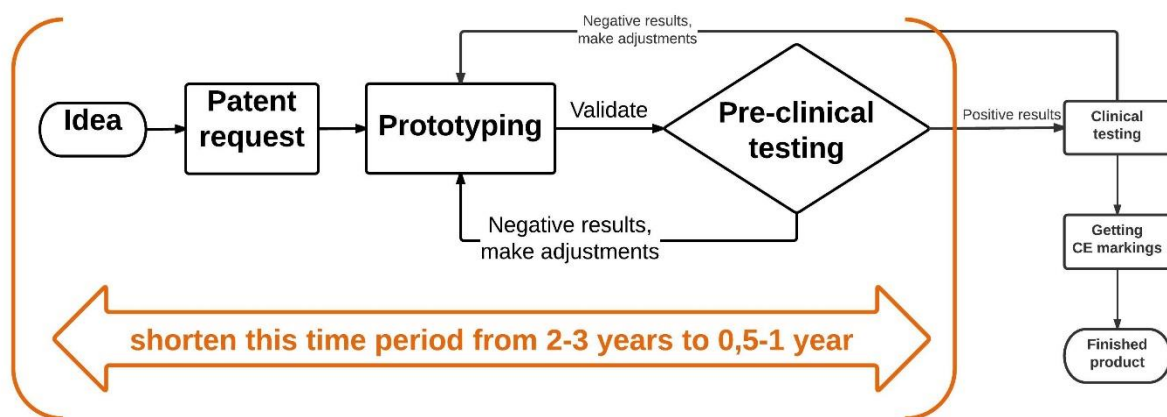 Negative results,
make adjustments
Idea
Patent
request
Prototyping
Validate
Pre-clinical
testing
Positive results
Clinical
testing
Negative results,
make adjustments
Getting
CE markings
shorten this time period from 2-3 years to 0,5-1 year
Finished
product